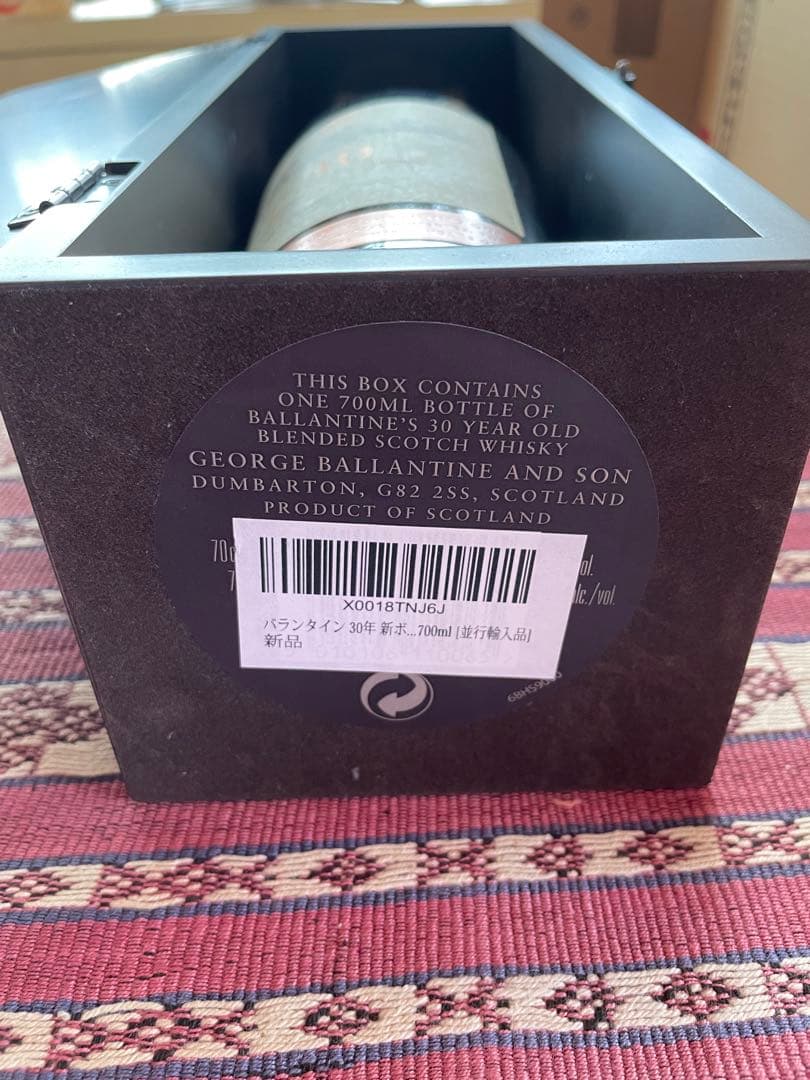 THIS BOX CONTAINS
ONE 700ML BOTTLE OF
BALLANTINE'S 30 YEAR OLD
BLENDED SCOTCH WHISKY
GEORGE BALLANTINE AND SON
DUMBARTON, G82 2SS, SCOTLAND
PRODUCT OF SCOTLAND
X0018TNJ6J
バランタイン 30年 新ボ...700ml [並行輸入品]
新品